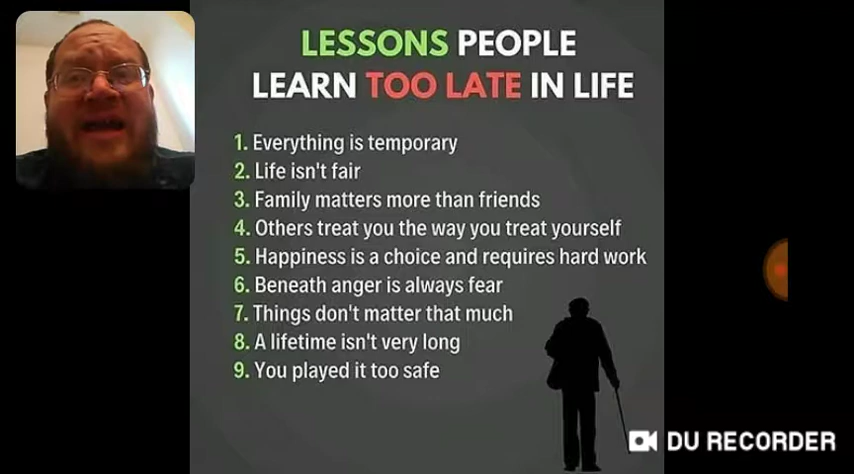 LESSONS PEOPLE
LEARN TOO LATE IN LIFE
1. Everything is temporary
2. Life isn't fair
3. Family matters more than friends
4. Others treat you the way you treat yourself
5. Happiness is a choice and requires hard work
6. Beneath anger is always fear
7. Things don't matter that much
8. A lifetime isn't very long
9. You played it too safe
DU RECORDER